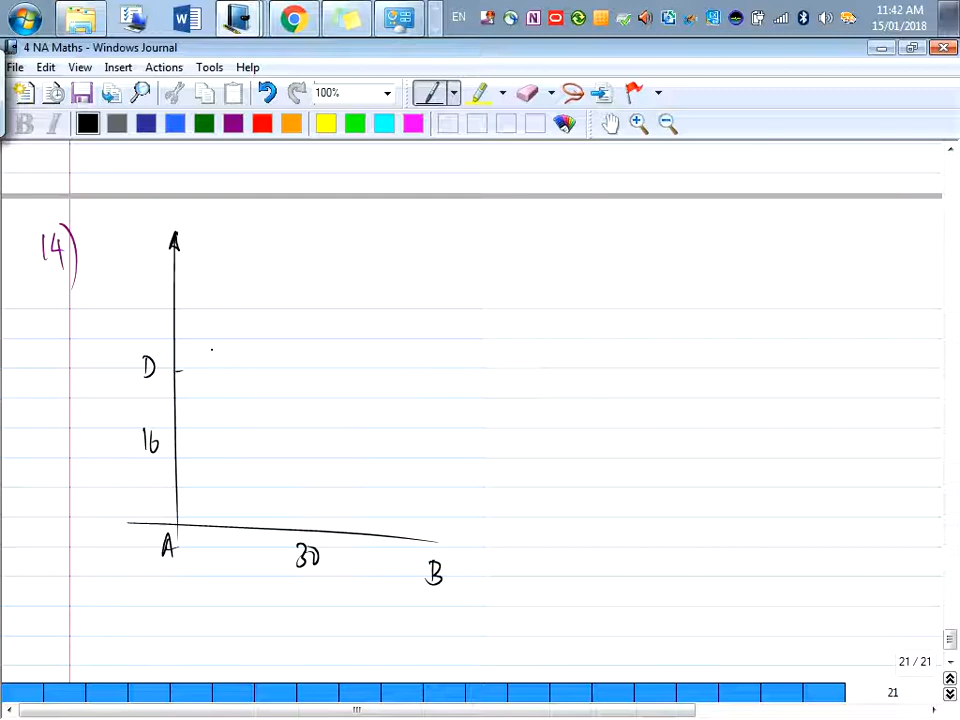 EN
11:42 AM
15/01/2018
4 NA Maths - Windows Journal
File Edit View Insert Actions Tools Help
100%
B I
14)
D
16
A
30
B
21 / 21
21